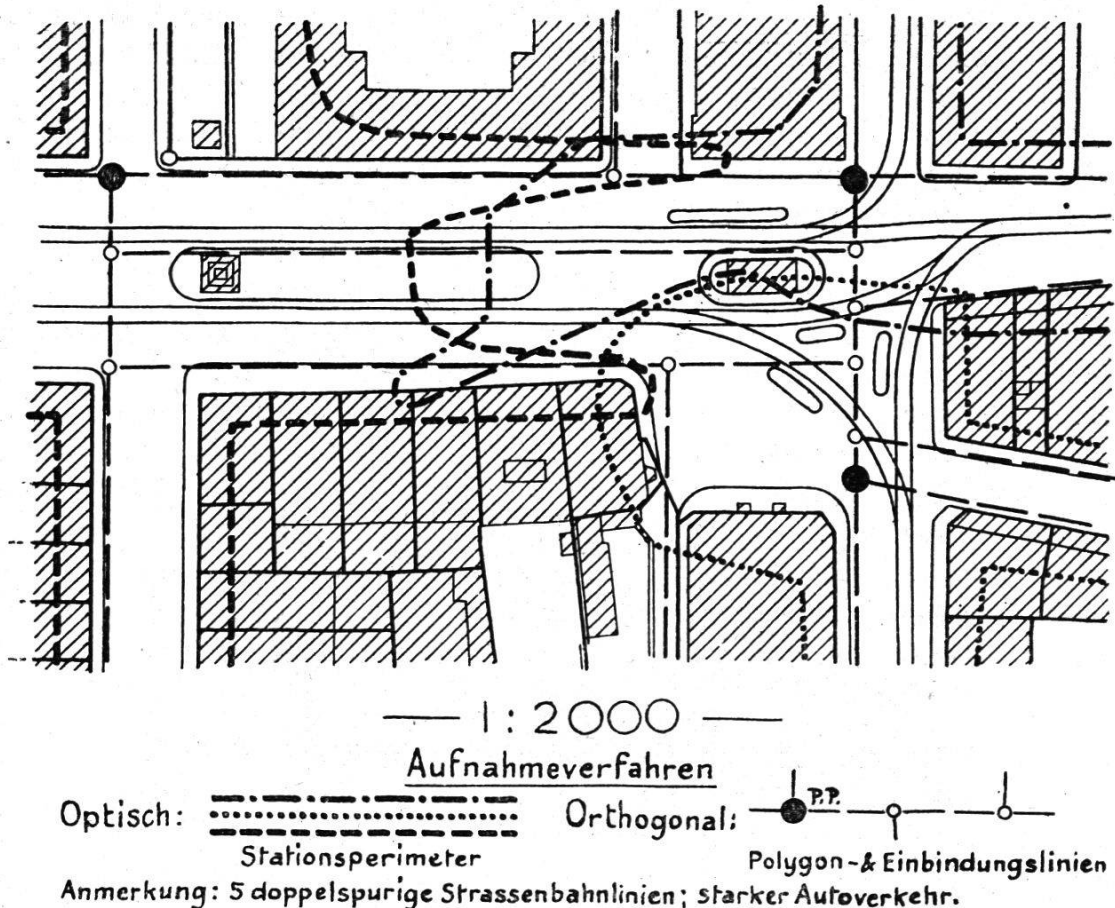 1:2000
Aufnahmeverfahren
Optisch: Orthogonal: P.P.
Stationsperimeter Polygon-& Einbindungslinien
Anmerkung: 5 doppelspurige Strassenbahnlinien; starker Autoverkehr.